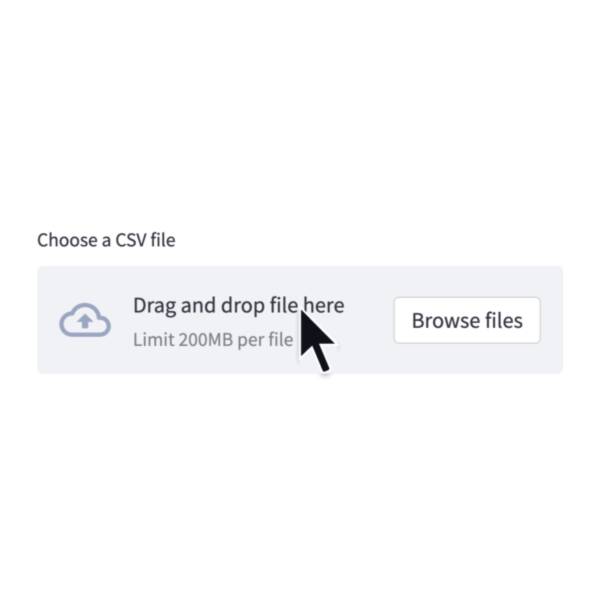 Choose a CSV file
Drag and drop file here
Limit 200MB per file
Browse files